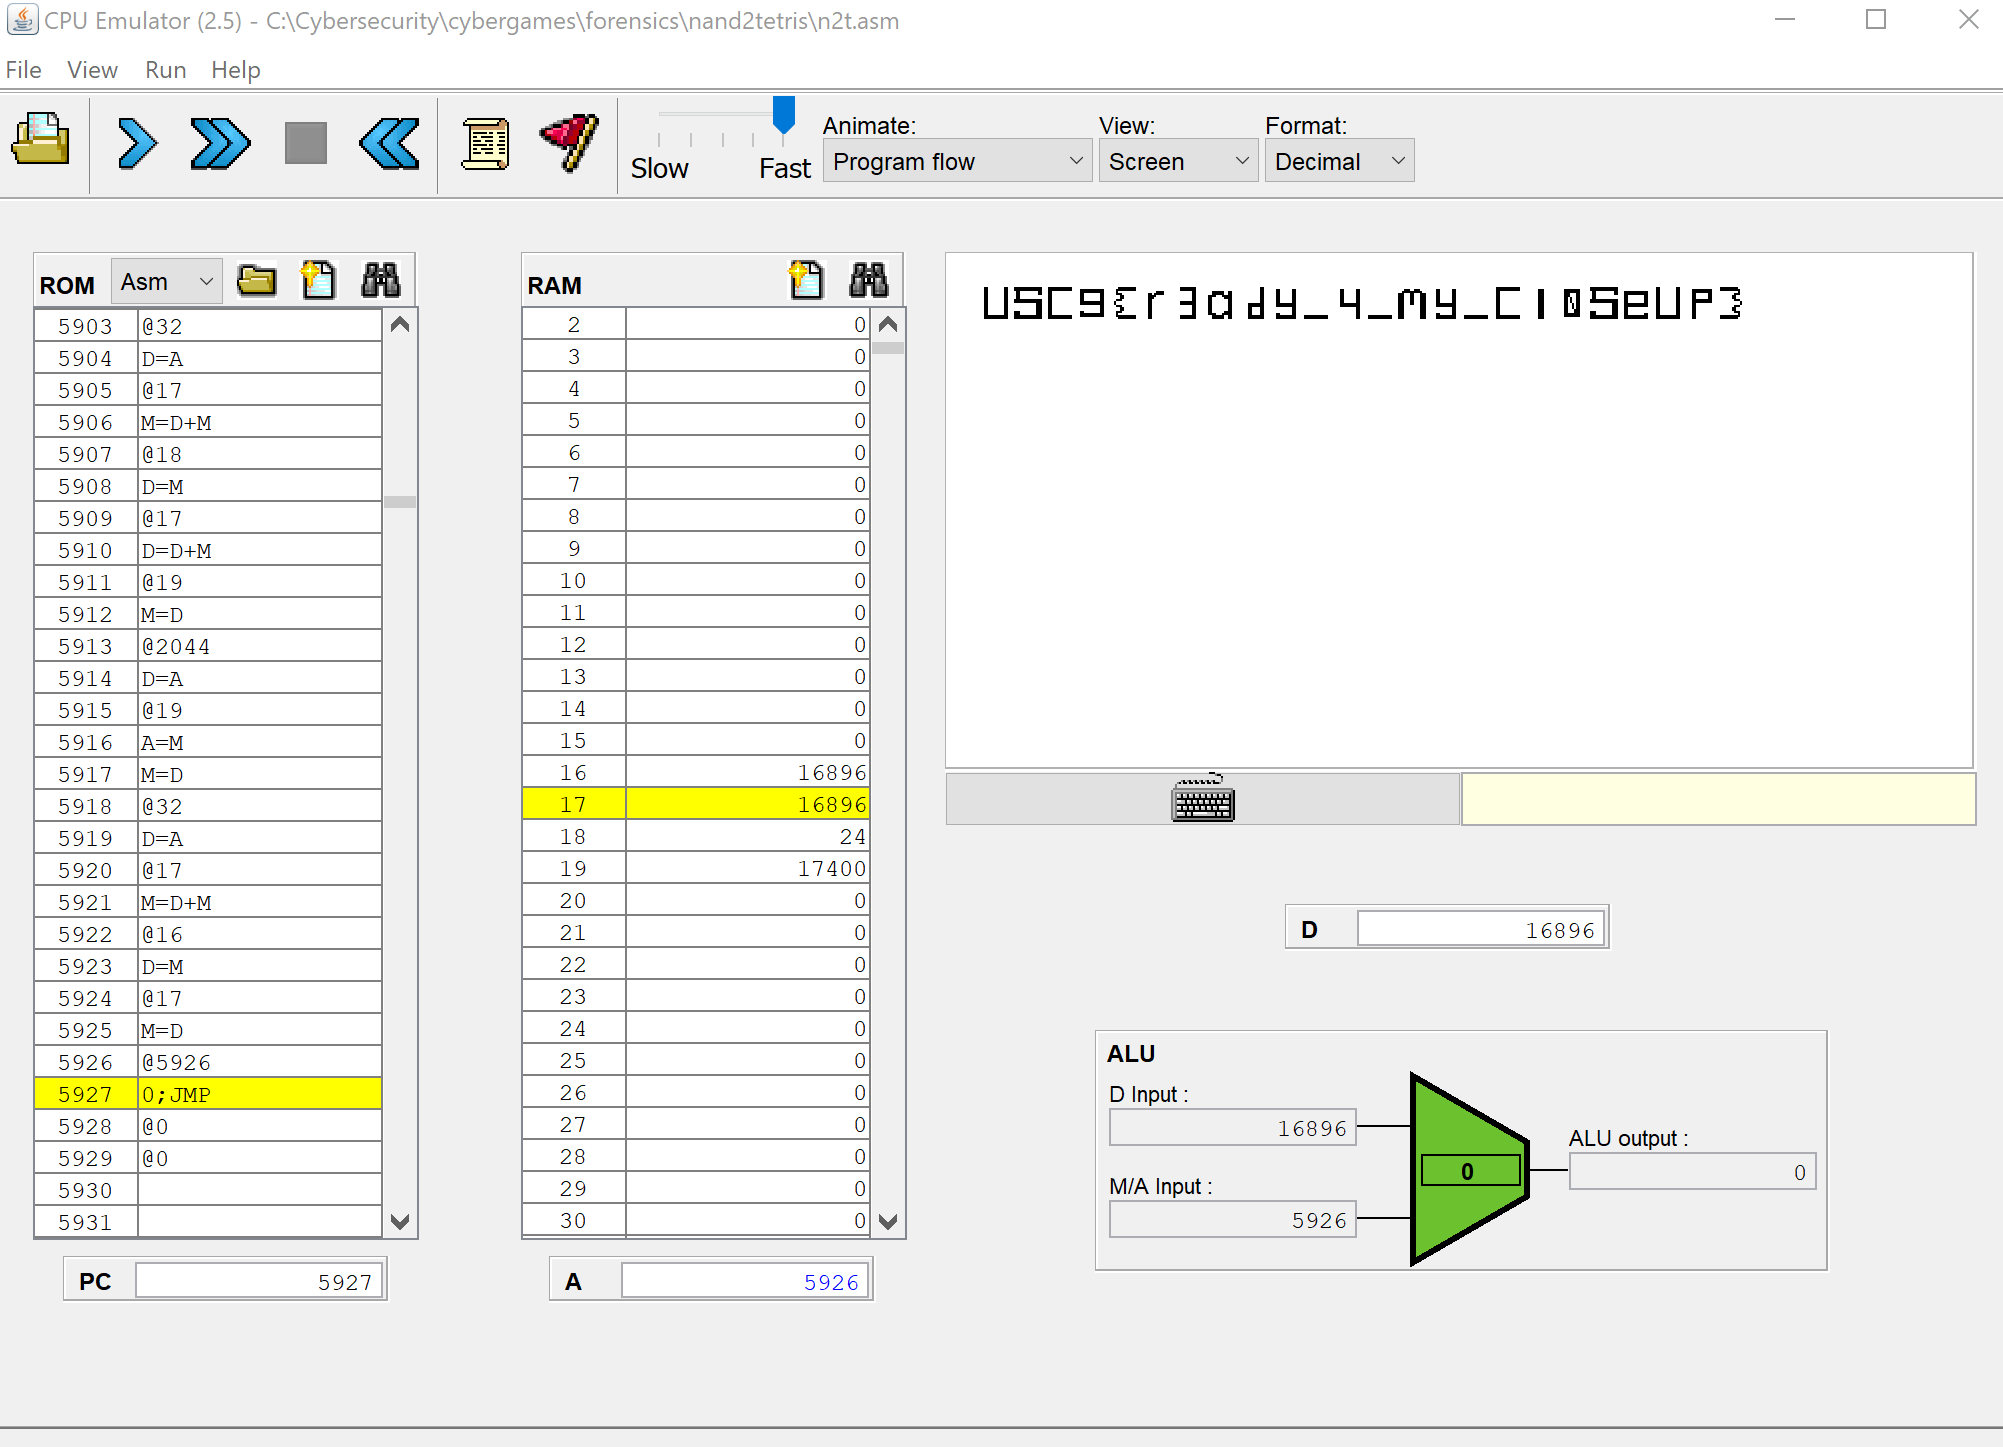 CPU Emulator (2.5) - C:\Cybersecurity\cybergames\forensics\nand2tetris\n2t.asm
File View Run Help
Slow Fast
Animate: View: Format:
Program flow Screen Decimal
ROM Asm
5903 @32
5904 D=A
5905 @17
5906 M=D+M
5907 @18
5908 D=M
5909 @17
5910 D=D+M
5911 @19
5912 M=D
5913 @2044
5914 D=A
5915 @19
5916 A=M
5917 M=D
5918 @32
5919 D=A
5920 @17
5921 M=D+M
5922 @16
5923 D=M
5924 @17
5925 M=D
5926 @5926
5927 0;JMP
5928 @0
5929 @0
5930
5931
PC 5927
RAM
2 0
3 0
4 0
5 0
6 0
7 0
8 0
9 0
10 0
11 0
12 0
13 0
14 0
15 0
16 16896
17 16896
18 24
19 17400
20 0
21 0
22 0
23 0
24 0
25 0
26 0
27 0
28 0
29 0
30 0
A 5926
USCg{r3ady_4_my_Cl0SeUP}
D 16896
ALU
D Input :
16896
M/A Input :
5926
0
ALU output :
0